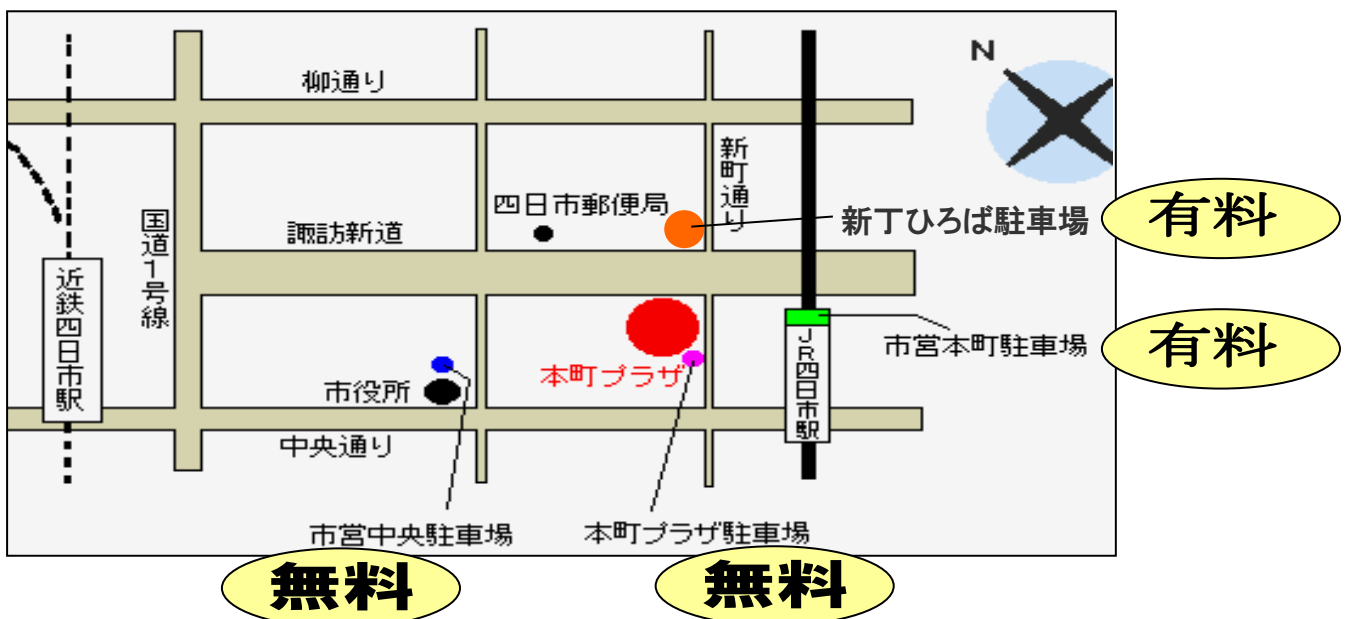 N
柳通り
新町通り
四日市郵便局
諏訪新道
国道1号線
新丁ひろば駐車場
有料
近鉄四日市駅
市営本町駐車場
有料
JR四日市駅
本町プラザ
市役所
中央通り
市営中央駐車場
本町プラザ駐車場
無料
無料